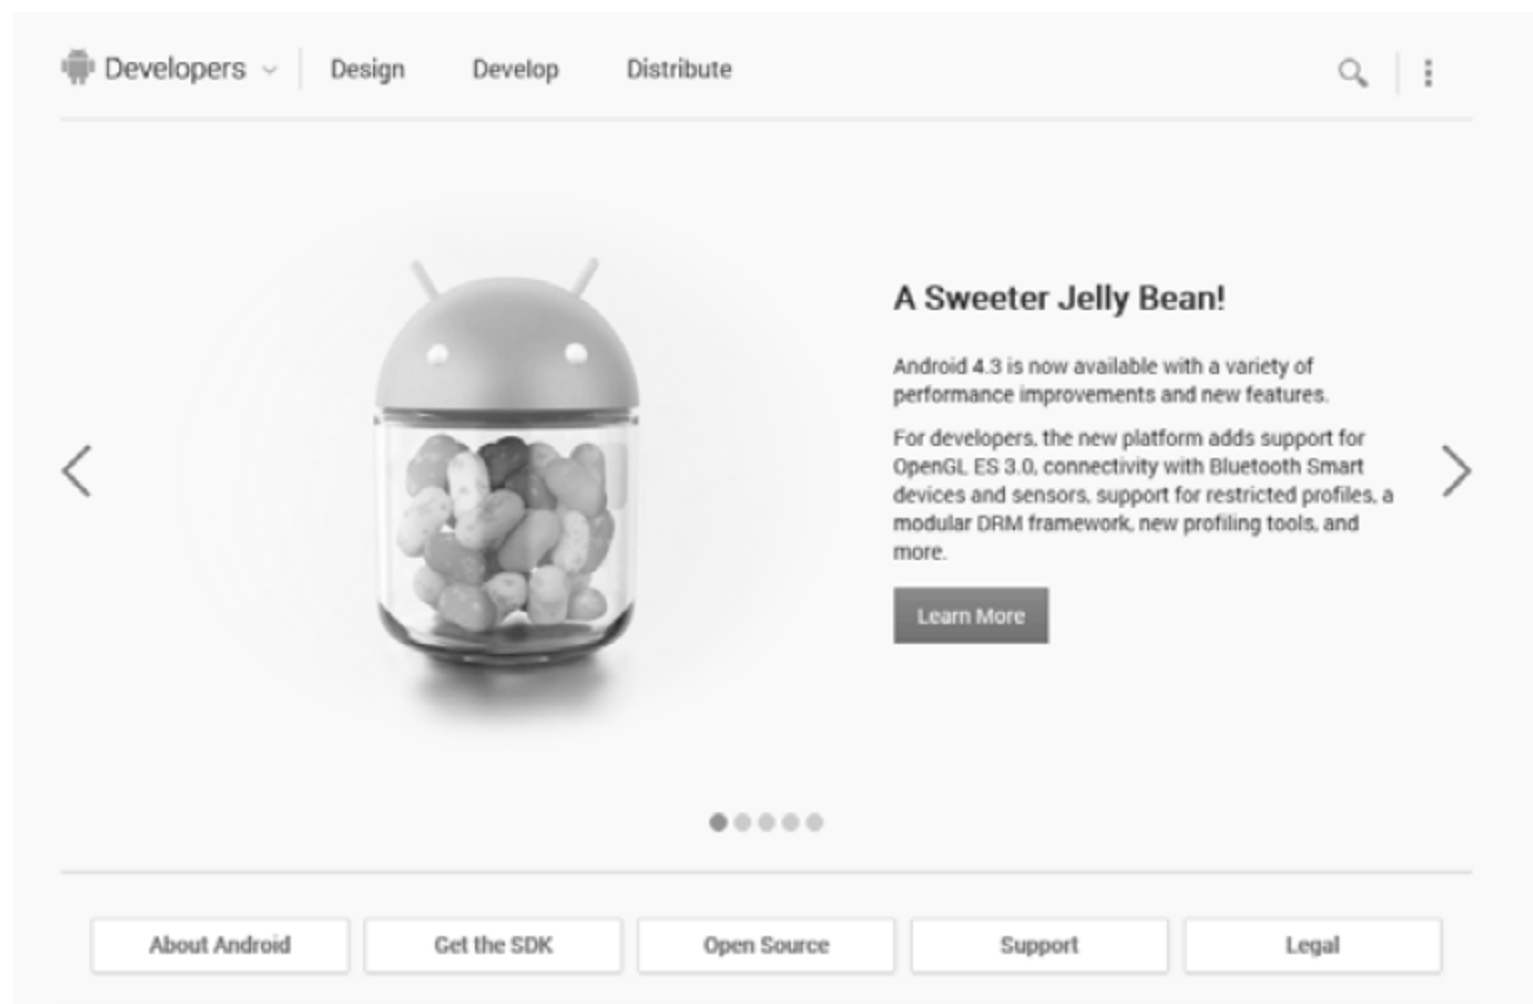 Developers
Design
Develop
Distribute
A Sweeter Jelly Bean!
Android 4.3 is now available with a variety of
performance improvements and new features.
For developers, the new platform adds support for
OpenGL ES 3.0, connectivity with Bluetooth Smart
devices and sensors, support for restricted profiles, a
modular DRM framework, new profiling tools, and
more.
Learn More
About Android
Get the SDK
Open Source
Support
Legal